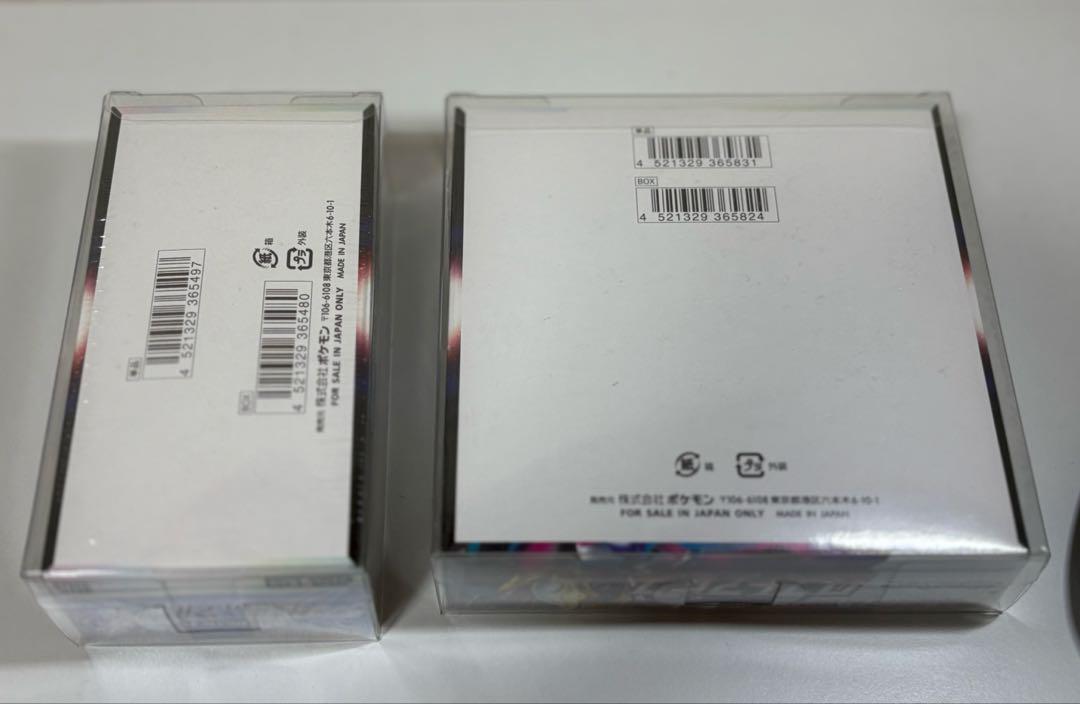 単品
4 521329 365497
BOX
4 521329 365480
紙 箱
プラ 外装
発売元 株式会社 ポケモン 〒106-6108 東京都港区六本木6-10-1
FOR SALE IN JAPAN ONLY MADE IN JAPAN
単品
4 521329 365831
BOX
4 521329 365824
紙 箱
プラ 外装
発売元 株式会社 ポケモン 〒106-6108 東京都港区六本木6-10-1
FOR SALE IN JAPAN ONLY MADE IN JAPAN